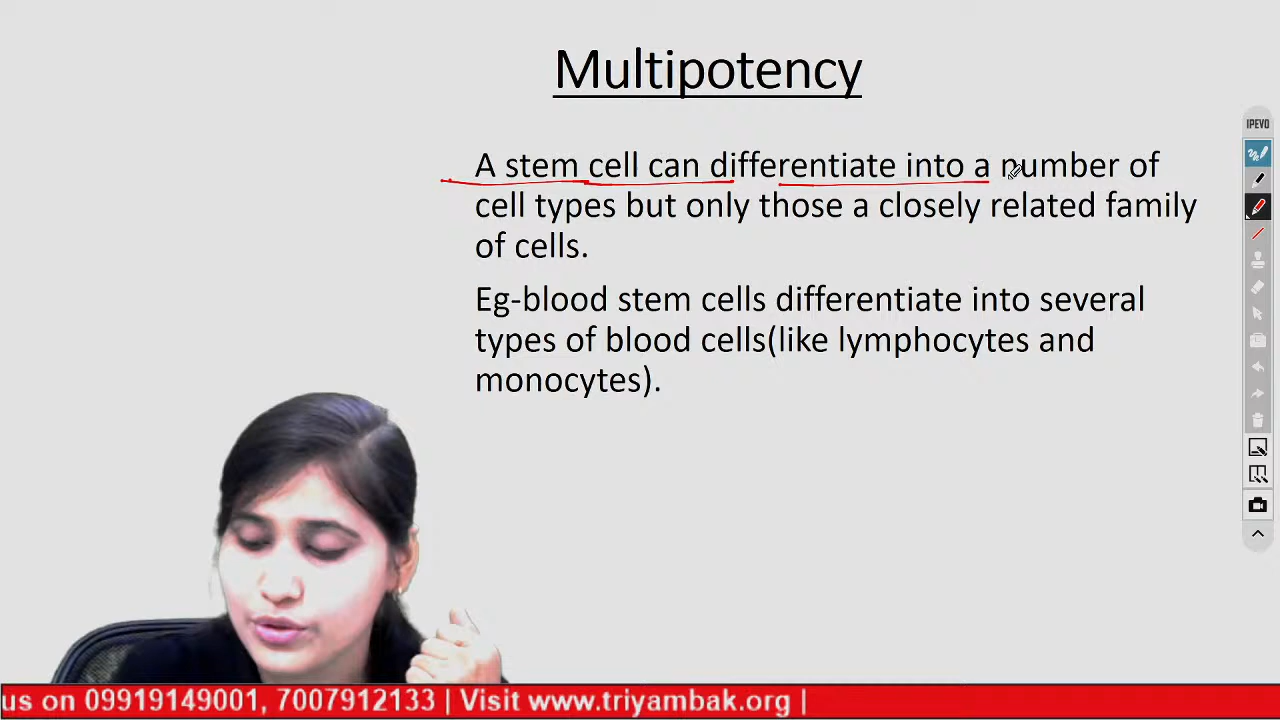 Multipotency
A stem cell can differentiate into a number of
cell types but only those a closely related family
of cells.
Eg-blood stem cells differentiate into several
types of blood cells(like lymphocytes and
monocytes).
IPEVO
us on 09919149001, 7007912133 | Visit www.triyambak.org |